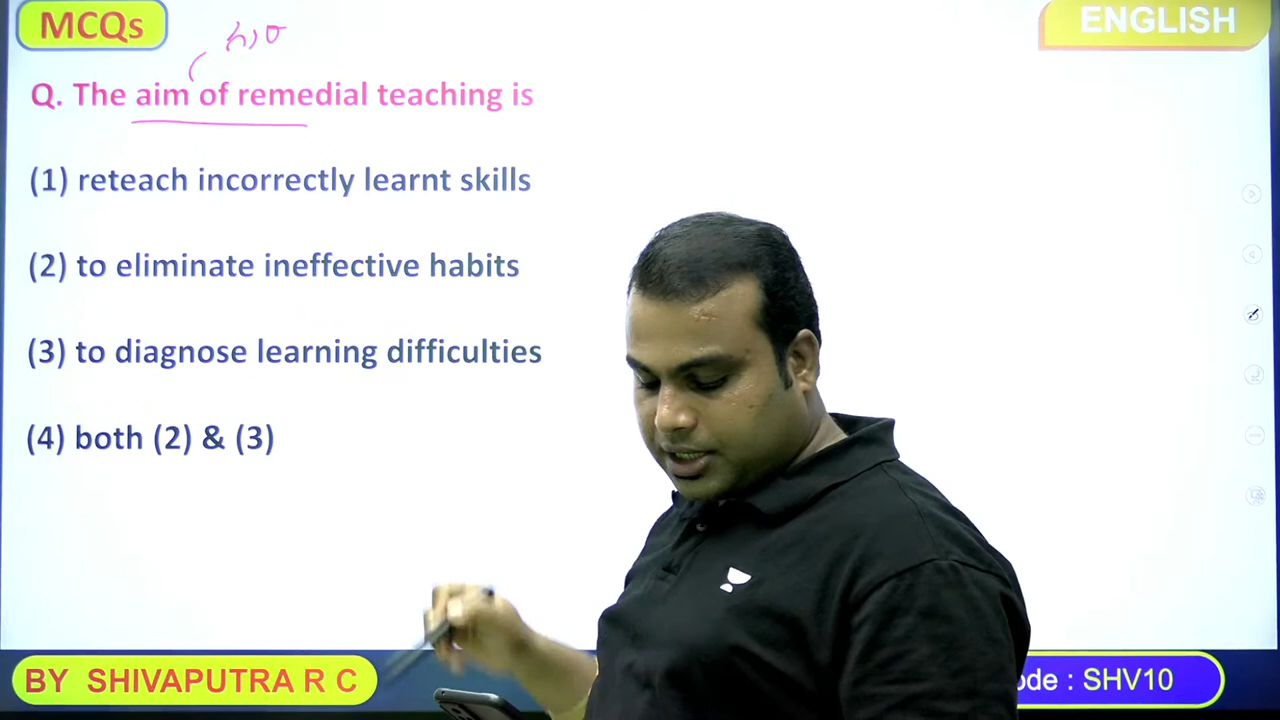 MCQs
ENGLISH
Q. The aim of remedial teaching is
(1) reteach incorrectly learnt skills
(2) to eliminate ineffective habits
(3) to diagnose learning difficulties
(4) both (2) & (3)
BY SHIVAPUTRA R C
ode : SHV10